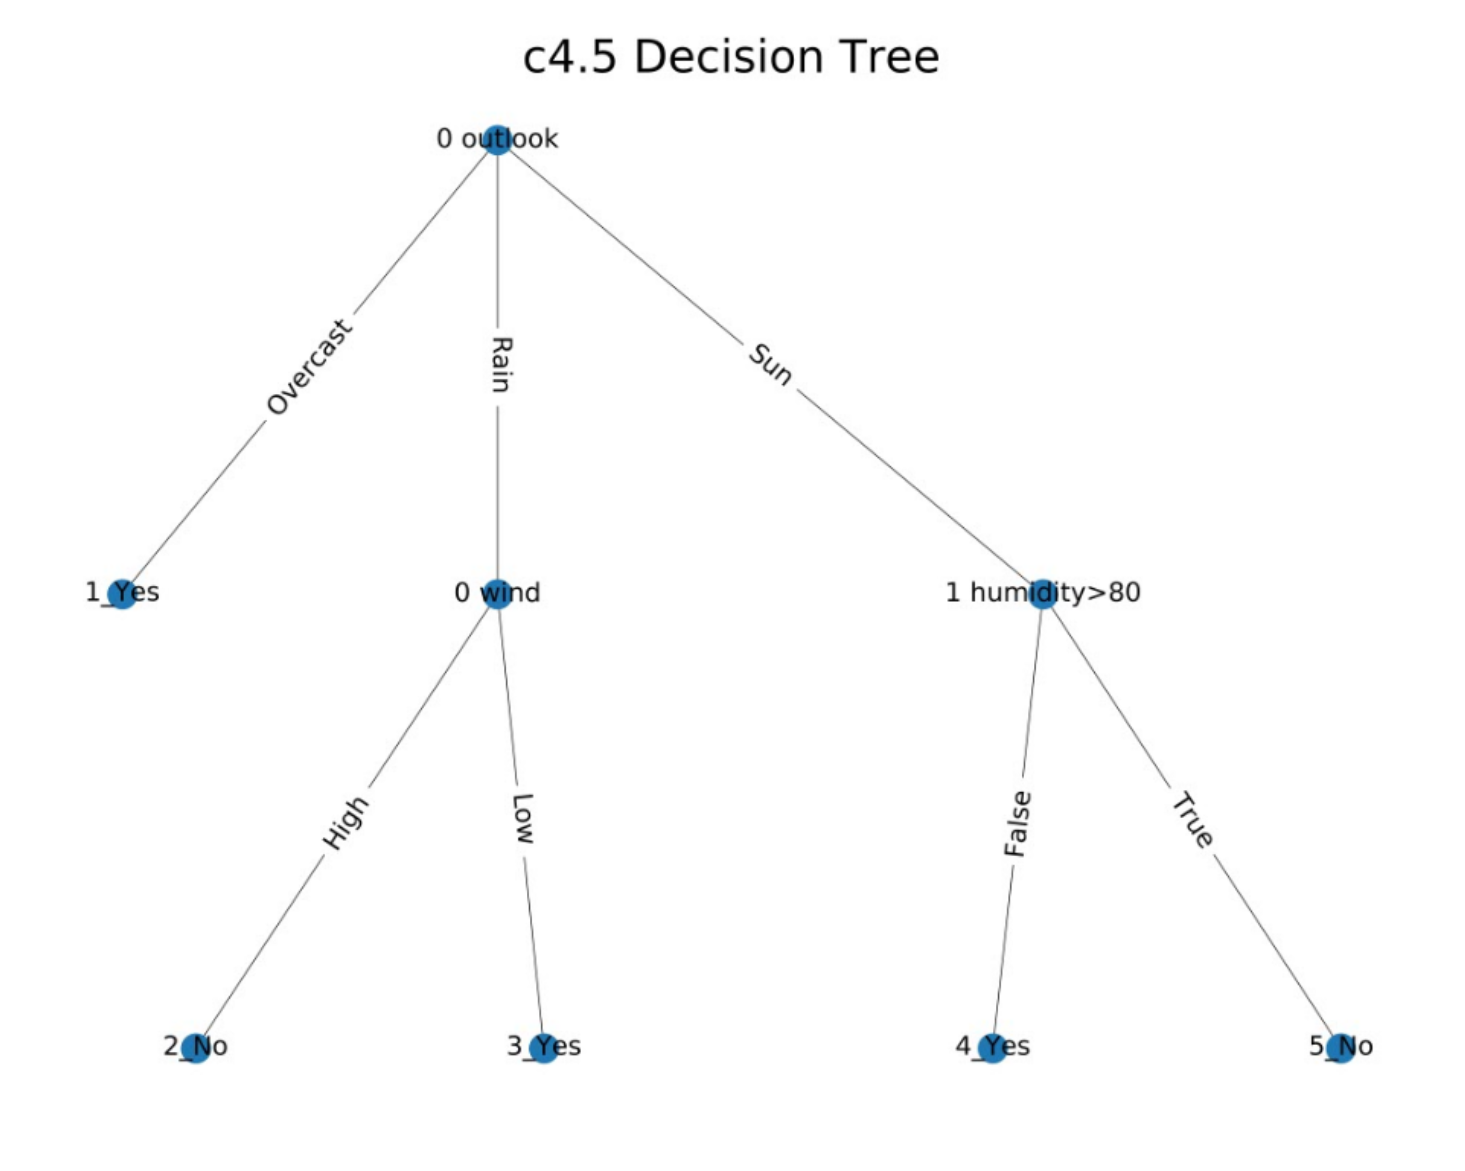 c4.5 Decision Tree
0 outlook
Overcast
Rain
Sun
1_Yes
0 wind
1 humidity>80
High
Low
False
True
2_No
3_Yes
4_Yes
5_No